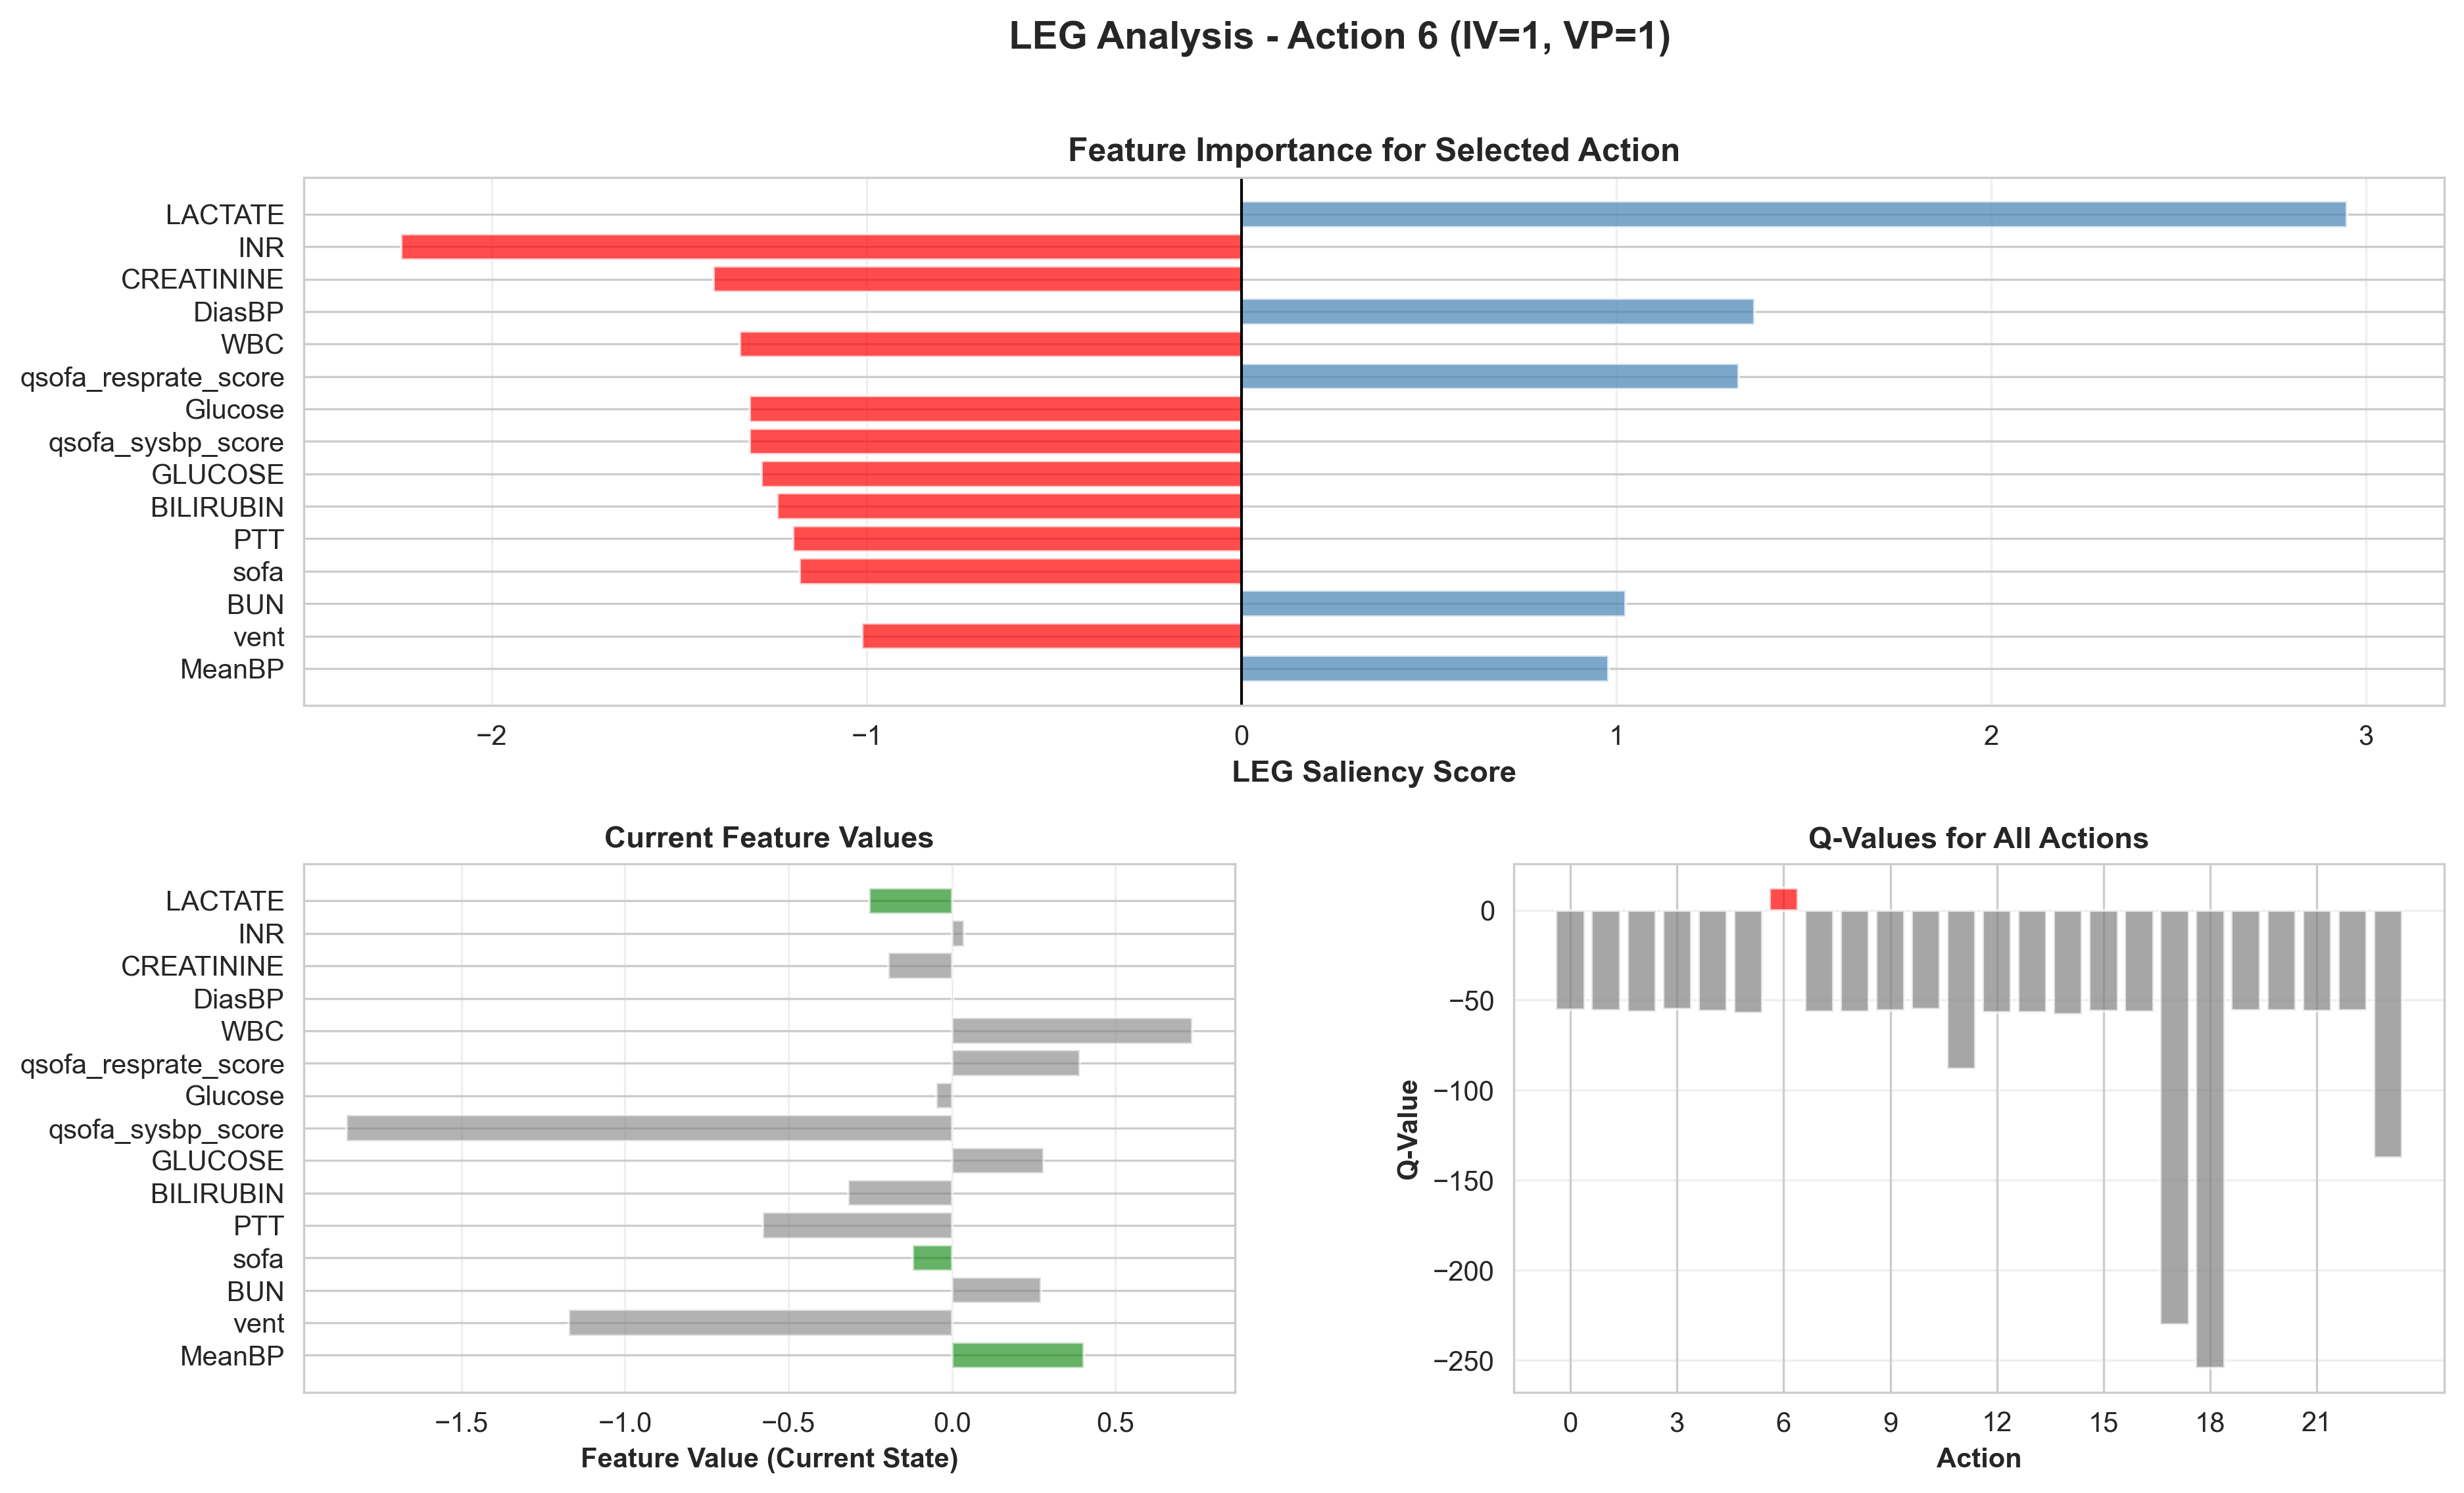 LEG Analysis - Action 6 (IV=1, VP=1)
Feature Importance for Selected Action
LACTATE
INR
CREATININE
DiasBP
WBC
qsofa_resprate_score
Glucose
qsofa_sysbp_score
GLUCOSE
BILIRUBIN
PTT
sofa
BUN
vent
MeanBP
−2 −1 0 1 2 3
LEG Saliency Score
Current Feature Values
LACTATE
INR
CREATININE
DiasBP
WBC
qsofa_resprate_score
Glucose
qsofa_sysbp_score
GLUCOSE
BILIRUBIN
PTT
sofa
BUN
vent
MeanBP
−1.5 −1.0 −0.5 0.0 0.5
Feature Value (Current State)
Q-Values for All Actions
Q-Value
0
−50
−100
−150
−200
−250
0 3 6 9 12 15 18 21
Action